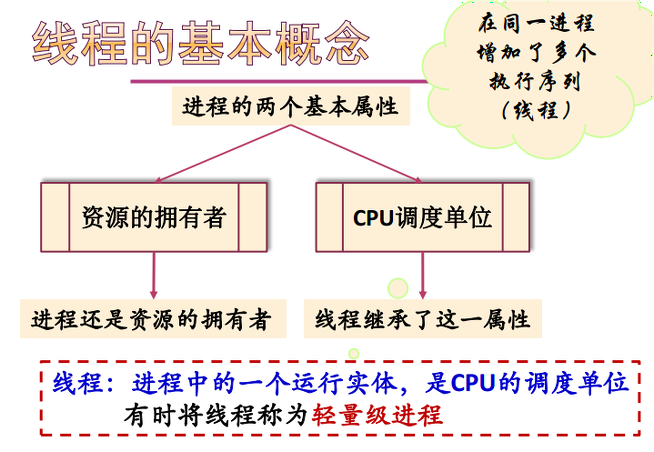 线程的基本概念
在同一进程
增加了多个
执行序列
（线程）
进程的两个基本属性
资源的拥有者
CPU调度单位
进程还是资源的拥有者
线程继承了这一属性
线程：进程中的一个运行实体，是CPU的调度单位
有时将线程称为轻量级进程